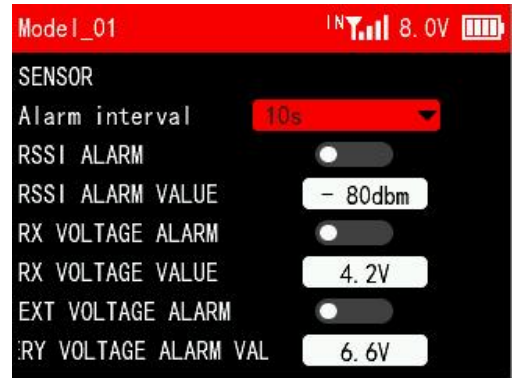 Model_01 IN 8.0V
SENSOR
Alarm interval 10s
RSSI ALARM
RSSI ALARM VALUE - 80dbm
RX VOLTAGE ALARM
RX VOLTAGE VALUE 4.2V
EXT VOLTAGE ALARM
RY VOLTAGE ALARM VAL 6.6V